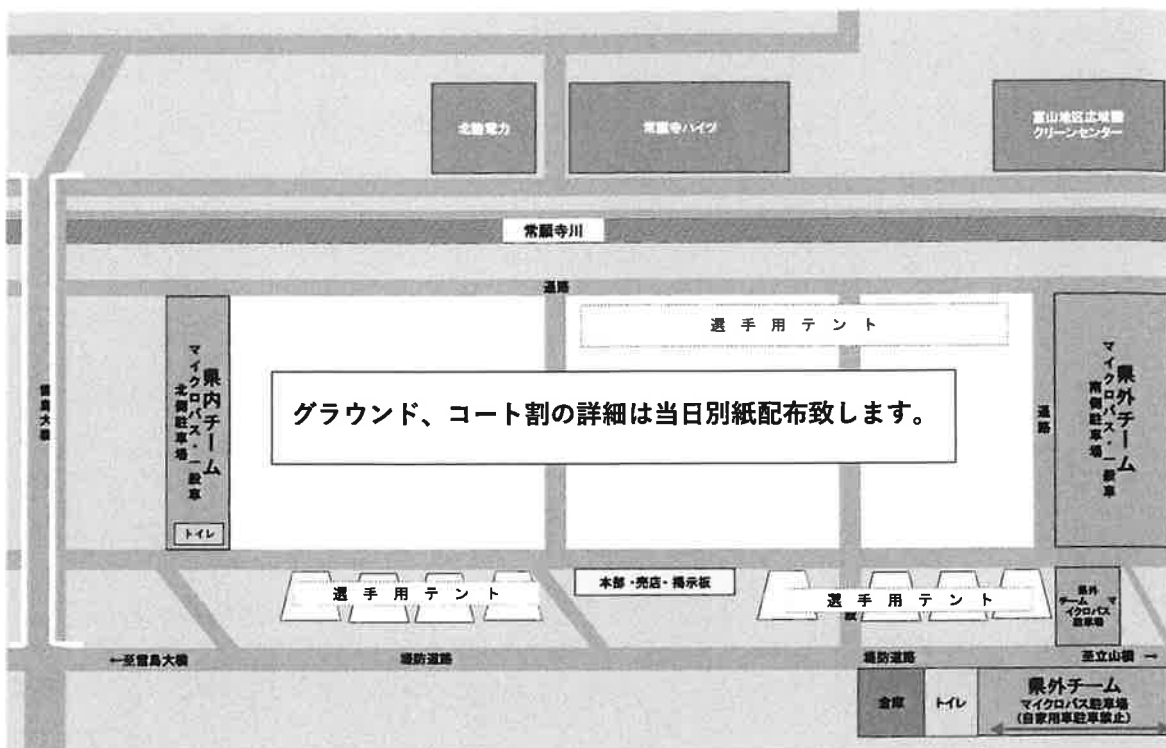 北陸電力
常願寺ハイツ
富山地区広域圏
クリーンセンター
常願寺川
通路
選手用テント
県内チーム
マイクロバス・一般車
北側駐車場
トイレ
グラウンド、コート割の詳細は当日別紙配布致します。
通路
県外チーム
マイクロバス・一般車
南側駐車場
雷鳥大橋
選手用テント
本部・売店・掲示板
選手用テント
県外
チーム マ
イクロバス
駐車場
←至雷鳥大橋
堤防道路
堤防道路
至立山橋 →
倉庫
トイレ
県外チーム
マイクロバス駐車場
(自家用車駐車禁止)